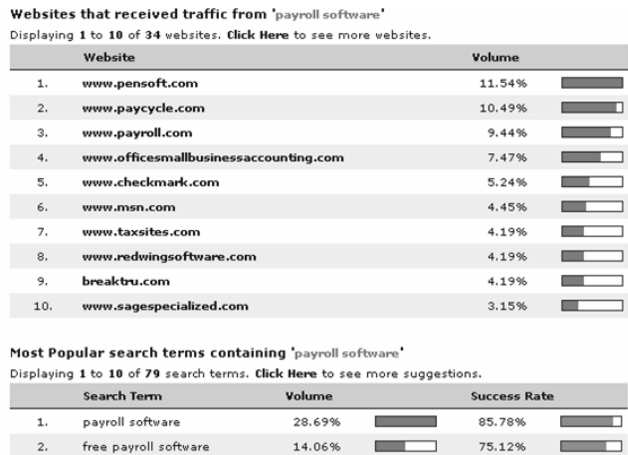 Websites that received traffic from 'payroll software'
Displaying 1 to 10 of 34 websites. Click Here to see more websites.
Website Volume
1. www.pensoft.com 11.54%
2. www.paycycle.com 10.49%
3. www.payroll.com 9.44%
4. www.officesmallbusinessaccounting.com 7.47%
5. www.checkmark.com 5.24%
6. www.msn.com 4.45%
7. www.taxsites.com 4.19%
8. www.redwingsoftware.com 4.19%
9. breaktru.com 4.19%
10. www.sagespecialized.com 3.15%
Most Popular search terms containing 'payroll software'
Displaying 1 to 10 of 79 search terms. Click Here to see more suggestions.
Search Term Volume Success Rate
1. payroll software 28.69% 85.78%
2. free payroll software 14.06% 75.12%